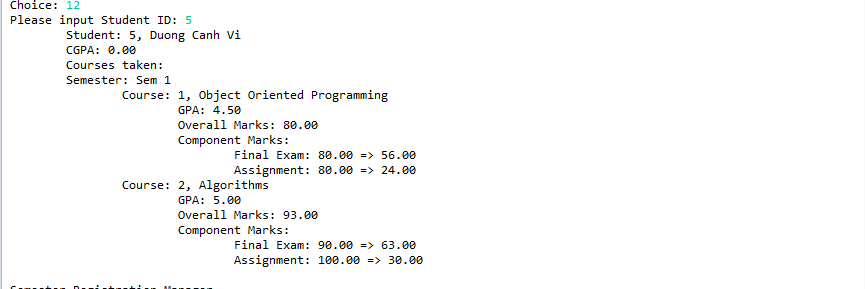 Choice: 12
Please input Student ID: 5
Student: 5, Duong Canh Vi
CGPA: 0.00
Courses taken:
Semester: Sem 1
Course: 1, Object Oriented Programming
GPA: 4.50
Overall Marks: 80.00
Component Marks:
Final Exam: 80.00 => 56.00
Assignment: 80.00 => 24.00
Course: 2, Algorithms
GPA: 5.00
Overall Marks: 93.00
Component Marks:
Final Exam: 90.00 => 63.00
Assignment: 100.00 => 30.00
Semester Registration Manager